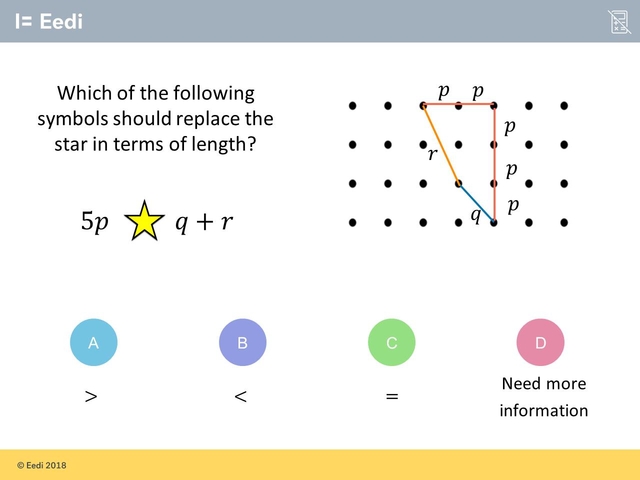 Eedi
Which of the following
symbols should replace the
star in terms of length?
5p
q + r
p p
p
r
p
p
q
A
B
C
D
>
<
=
Need more
information
© Eedi 2018